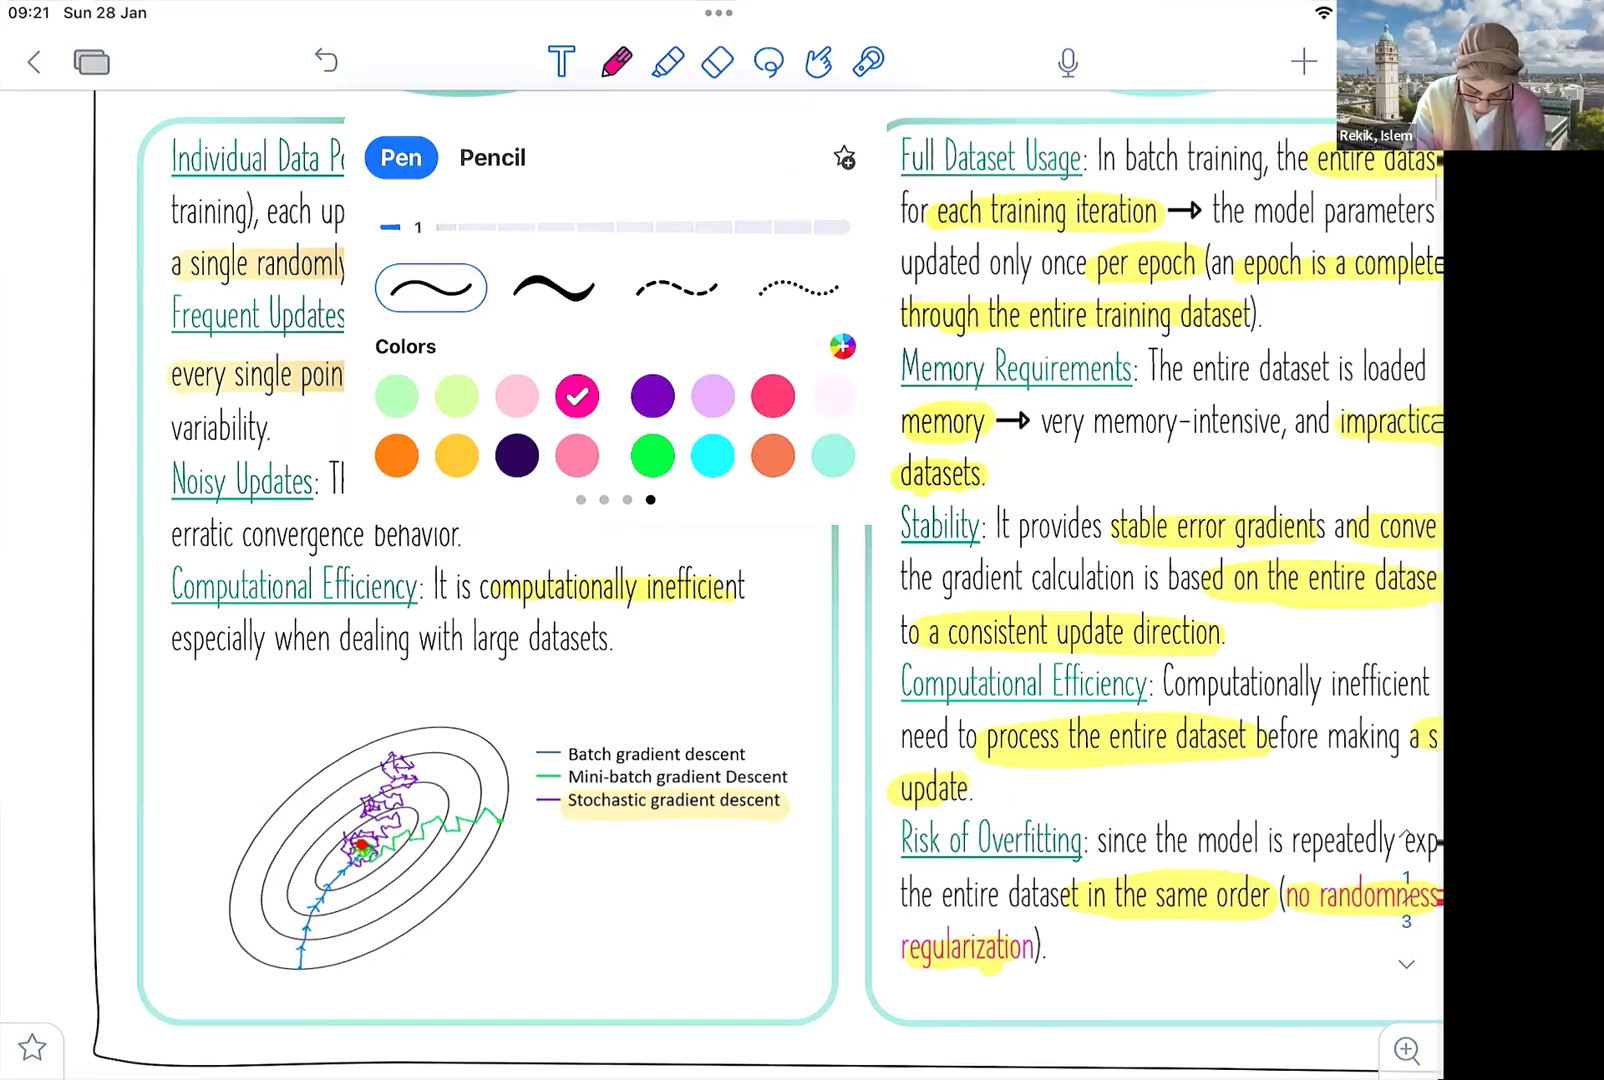 09:21 Sun 28 Jan
Rekik, Islem
Pen Pencil
1
Colors
Individual Data Po
training), each up
a single randomly
Frequent Updates
every single poin
variability.
Noisy Updates: Th
erratic convergence behavior.
Computational Efficiency: It is computationally inefficient
especially when dealing with large datasets.
Batch gradient descent
Mini-batch gradient Descent
Stochastic gradient descent
Full Dataset Usage: In batch training, the entire datas
for each training iteration → the model parameters
updated only once per epoch (an epoch is a complete
through the entire training dataset).
Memory Requirements: The entire dataset is loaded
memory → very memory-intensive, and impractica
datasets.
Stability: It provides stable error gradients and conve
the gradient calculation is based on the entire datase
to a consistent update direction.
Computational Efficiency: Computationally inefficient
need to process the entire dataset before making a s
update.
Risk of Overfitting: since the model is repeatedly exp
the entire dataset in the same order (no randomness
regularization).
1
3